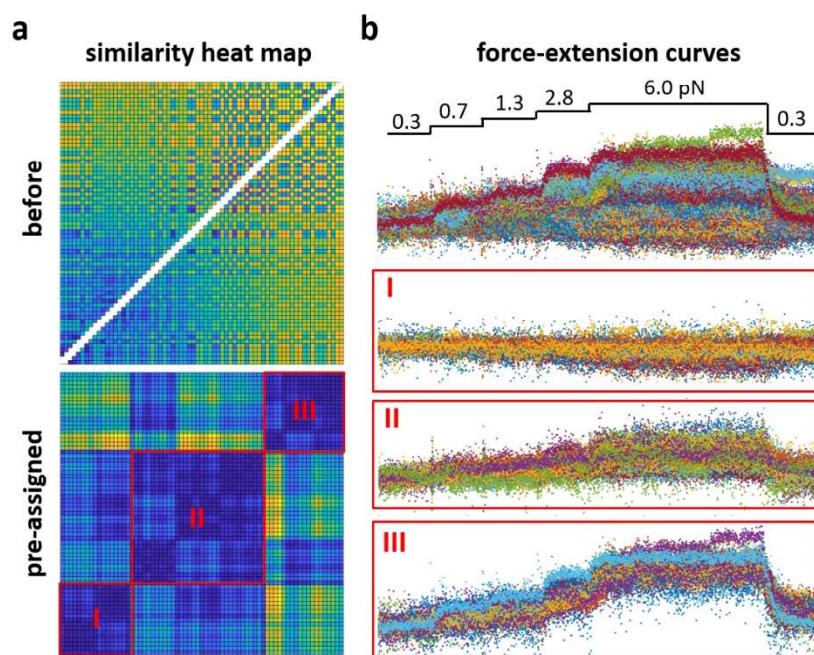 a
similarity heat map
before
pre-assigned
I
II
III
b
force-extension curves
0.3
0.7
1.3
2.8
6.0 pN
0.3
I
II
III